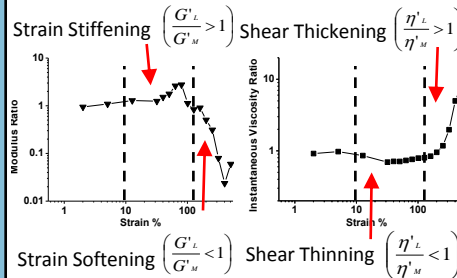 Strain Stiffening (G'L/G'M > 1) Shear Thickening (η'L/η'M > 1)
10
1
0.1
0.01
Modulus Ratio
1 10 100
Strain %
Instantaneous Viscosity Ratio
1
1 10 100
Strain %
Strain Softening (G'L/G'M < 1) Shear Thinning (η'L/η'M < 1)